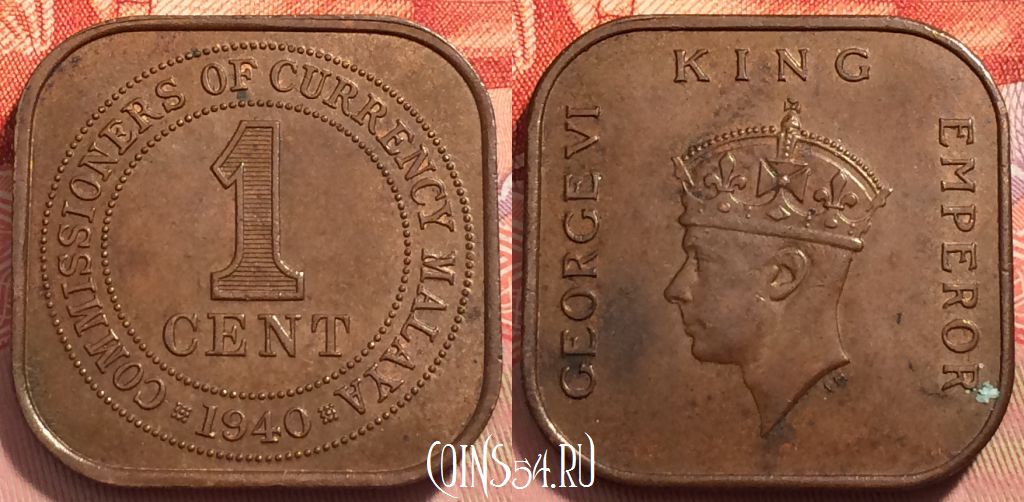 COMMISSIONERS OF CURRENCY MALAYA
1
CENT
1940
GEORGE VI
KING
EMPEROR
COINS54.RU